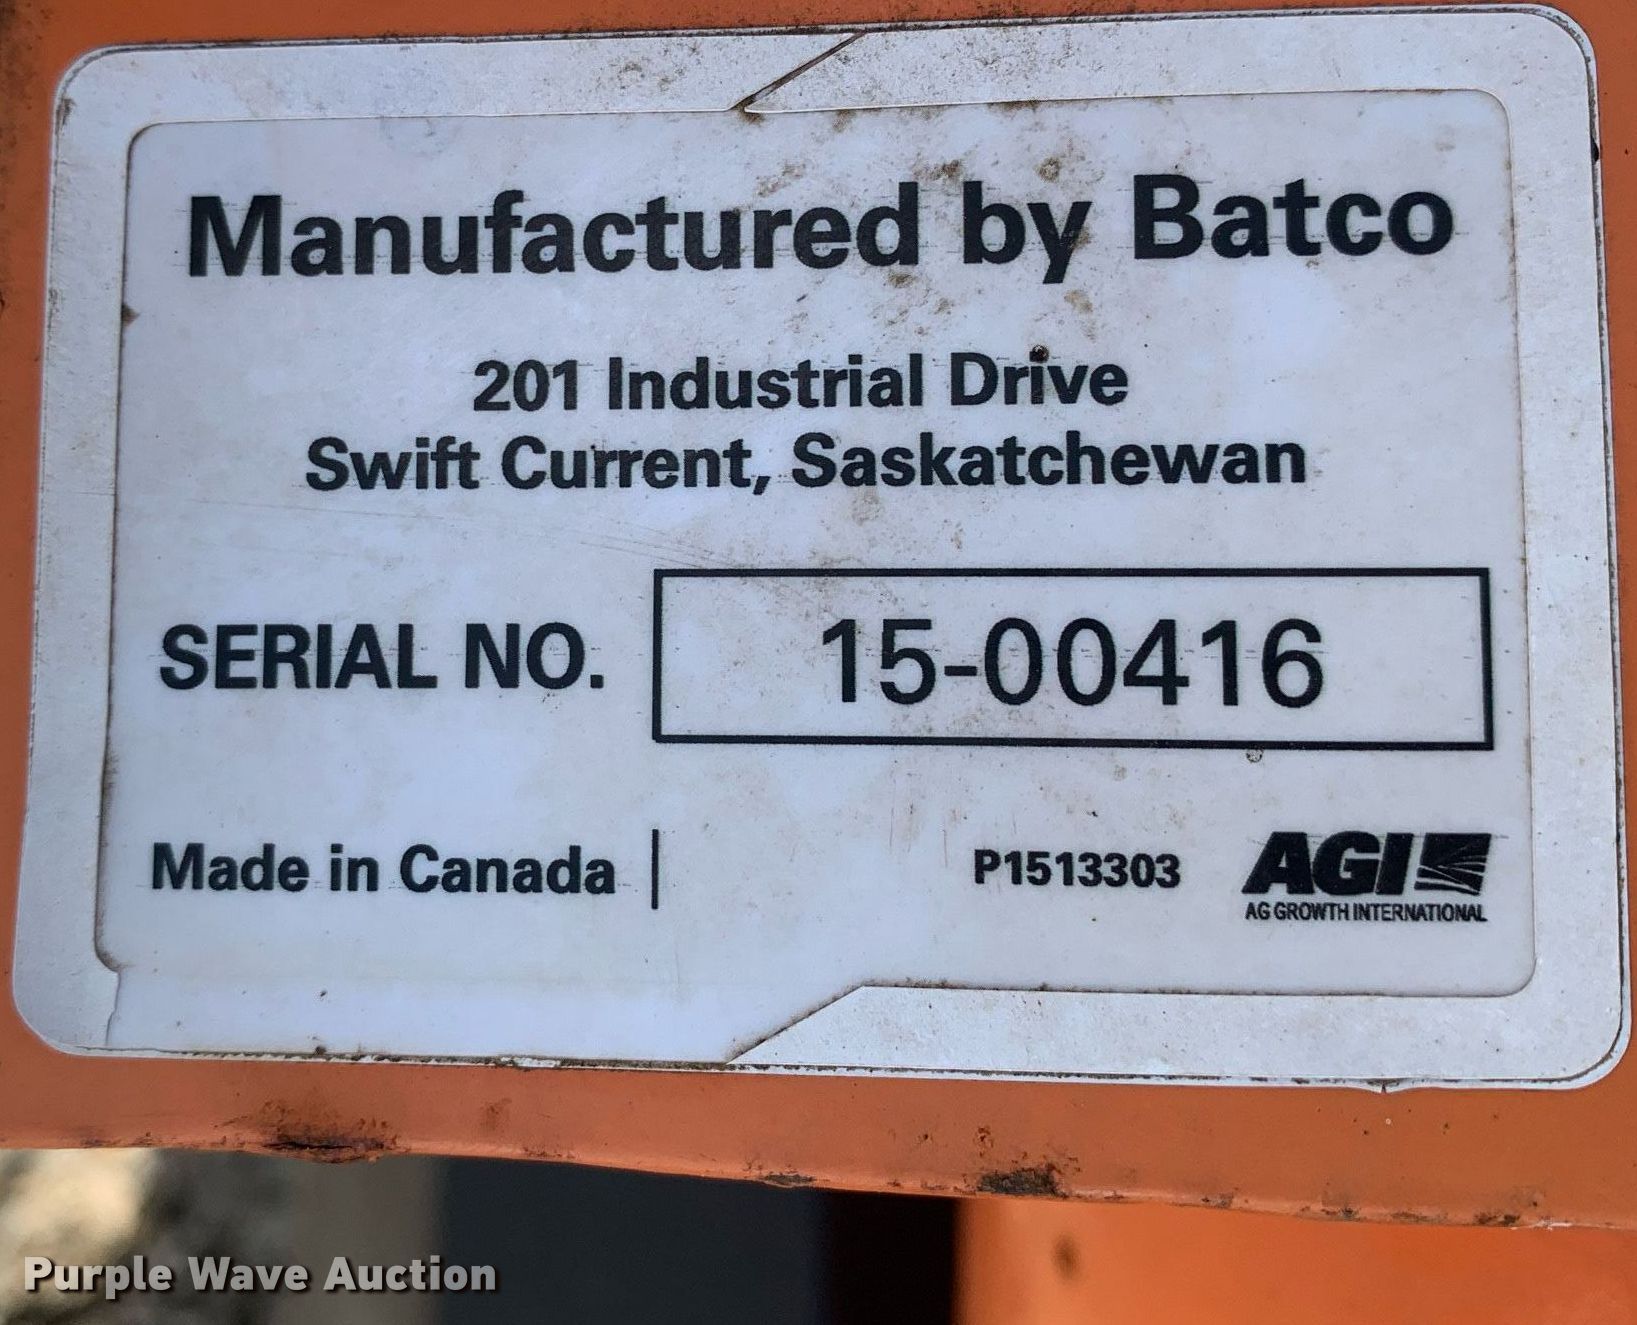 Manufactured by Batco
201 Industrial Drive
Swift Current, Saskatchewan
SERIAL NO. 15-00416
Made in Canada P1513303 AGI
AG GROWTH INTERNATIONAL
Purple Wave Auction